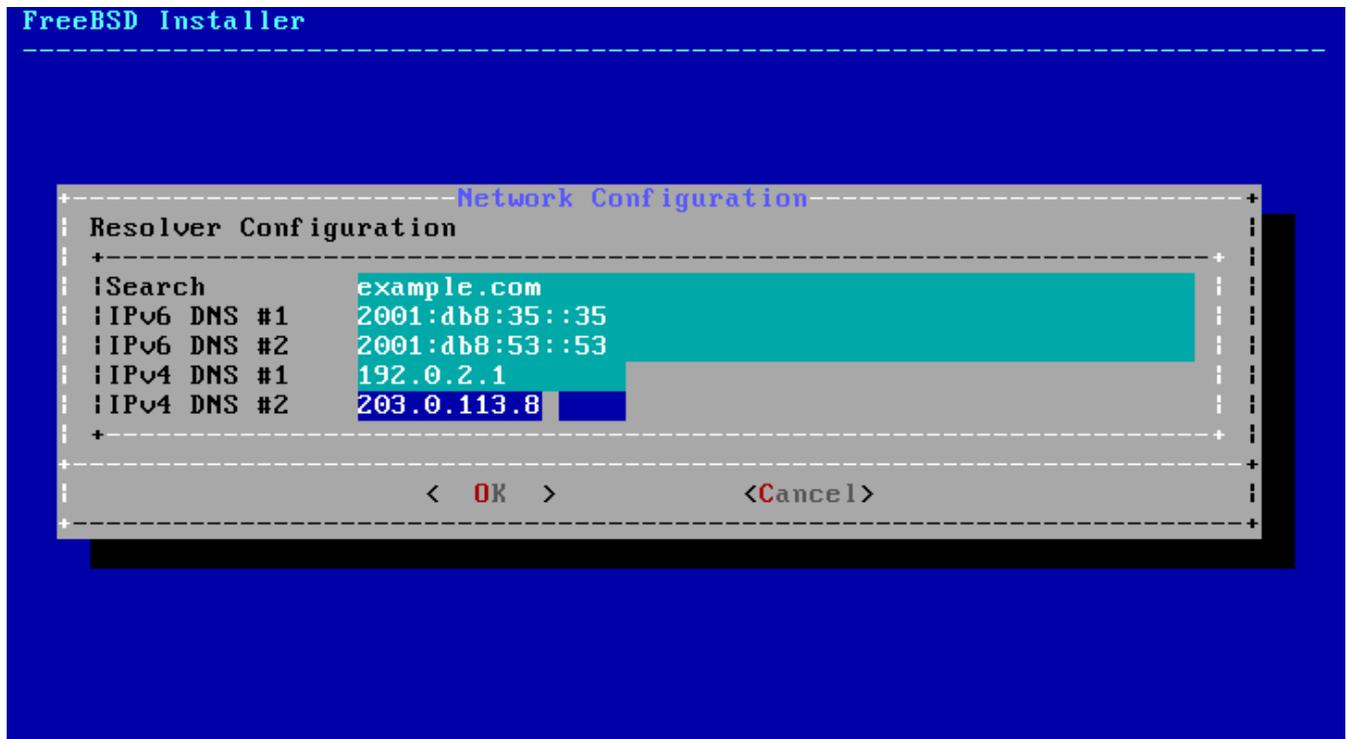 FreeBSD Installer
Network Configuration
Resolver Configuration
Search example.com
IPv6 DNS #1 2001:db8:35::35
IPv6 DNS #2 2001:db8:53::53
IPv4 DNS #1 192.0.2.1
IPv4 DNS #2 203.0.113.8
< OK > <Cancel>